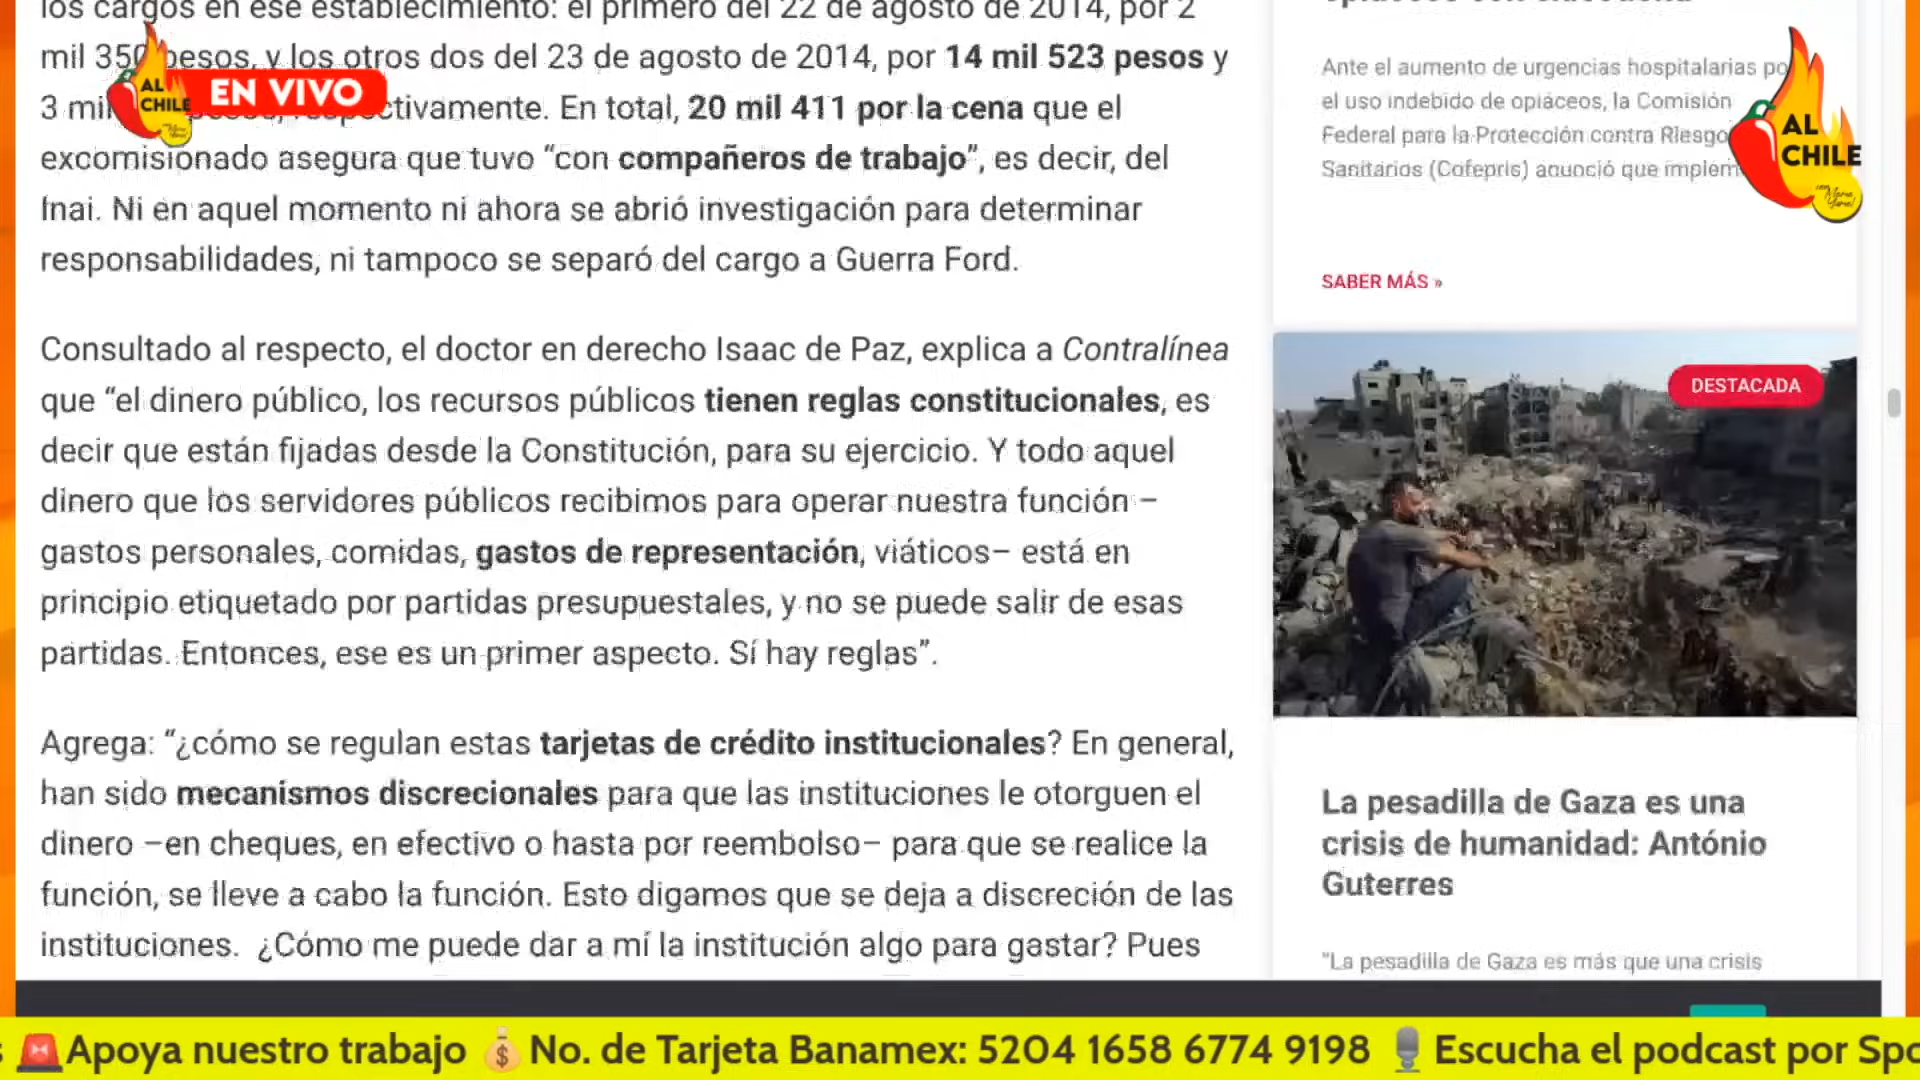 los cargos en ese establecimiento: el primero del 22 de agosto de 2014, por 2
mil 350 pesos, y los otros dos del 23 de agosto de 2014, por 14 mil 523 pesos y
3 mil
En total, 20 mil 411 por la cena que el
excomisionado asegura que tuvo “con compañeros de trabajo”, es decir, del
Inai. Ni en aquel momento ni ahora se abrió investigación para determinar
responsabilidades, ni tampoco se separó del cargo a Guerra Ford.
Consultado al respecto, el doctor en derecho Isaac de Paz, explica a Contralínea
que “el dinero público, los recursos públicos tienen reglas constitucionales, es
decir que están fijadas desde la Constitución, para su ejercicio. Y todo aquel
dinero que los servidores públicos recibimos para operar nuestra función –
gastos personales, comidas, gastos de representación, viáticos– está en
principio etiquetado por partidas presupuestales, y no se puede salir de esas
partidas. Entonces, ese es un primer aspecto. Sí hay reglas”.
Agrega: “¿cómo se regulan estas tarjetas de crédito institucionales? En general,
han sido mecanismos discrecionales para que las instituciones le otorguen el
dinero –en cheques, en efectivo o hasta por reembolso– para que se realice la
función, se lleve a cabo la función. Esto digamos que se deja a discreción de las
instituciones. ¿Cómo me puede dar a mí la institución algo para gastar? Pues
AL
CHILE
EN VIVO
Ante el aumento de urgencias hospitalarias po
el uso indebido de opiáceos, la Comisión
Federal para la Protección contra Riesgo
Sanitarios (Cofepris) anunció que implem
AL
CHILE
SABER MÁS »
DESTACADA
La pesadilla de Gaza es una
crisis de humanidad: António
Guterres
"La pesadilla de Gaza es más que una crisis
Apoya nuestro trabajo No. de Tarjeta Banamex: 5204 1658 6774 9198 Escucha el podcast por Spo